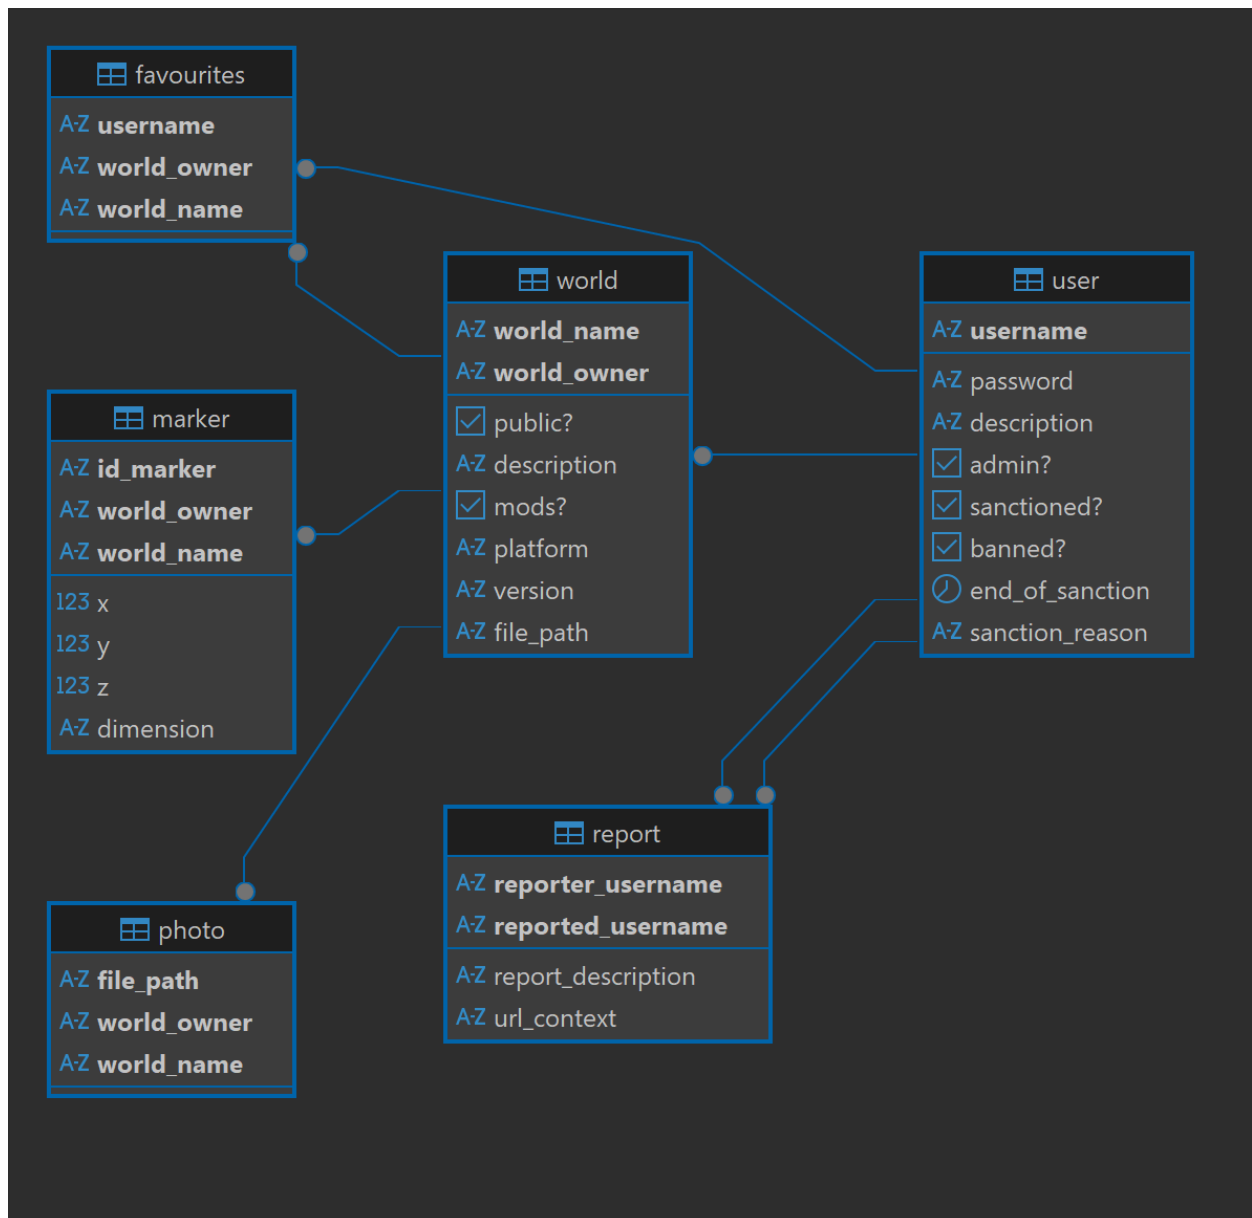 favourites
A-Z username
A-Z world_owner
A-Z world_name
world
A-Z world_name
A-Z world_owner
public?
A-Z description
mods?
A-Z platform
A-Z version
A-Z file_path
user
A-Z username
A-Z password
A-Z description
admin?
sanctioned?
banned?
end_of_sanction
A-Z sanction_reason
marker
A-Z id_marker
A-Z world_owner
A-Z world_name
123 x
123 y
123 z
A-Z dimension
report
A-Z reporter_username
A-Z reported_username
A-Z report_description
A-Z url_context
photo
A-Z file_path
A-Z world_owner
A-Z world_name